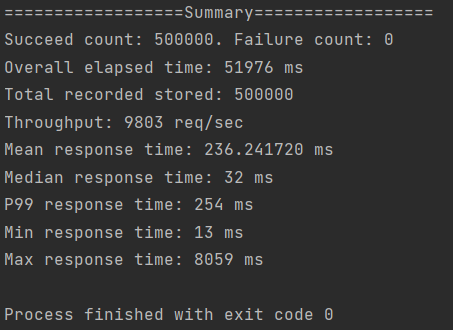 ==================Summary==================
Succeed count: 500000. Failure count: 0
Overall elapsed time: 51976 ms
Total recorded stored: 500000
Throughput: 9803 req/sec
Mean response time: 236.241720 ms
Median response time: 32 ms
P99 response time: 254 ms
Min response time: 13 ms
Max response time: 8059 ms
Process finished with exit code 0